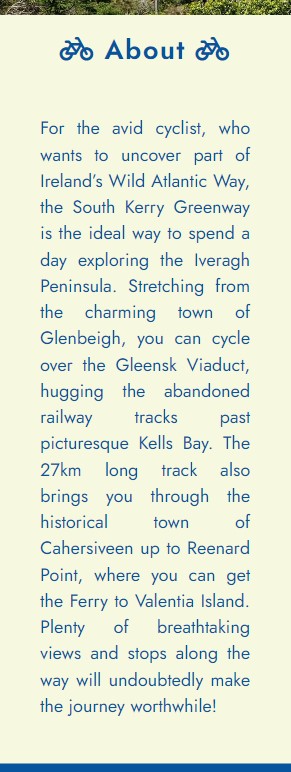 About
For the avid cyclist, who
wants to uncover part of
Ireland's Wild Atlantic Way,
the South Kerry Greenway
is the ideal way to spend a
day exploring the Iveragh
Peninsula. Stretching from
the charming town of
Glenbeigh, you can cycle
over the Gleensk Viaduct,
hugging the abandoned
railway tracks past
picturesque Kells Bay. The
27km long track also
brings you through the
historical town of
Cahersiveen up to Reenard
Point, where you can get
the Ferry to Valentia Island.
Plenty of breathtaking
views and stops along the
way will undoubtedly make
the journey worthwhile!